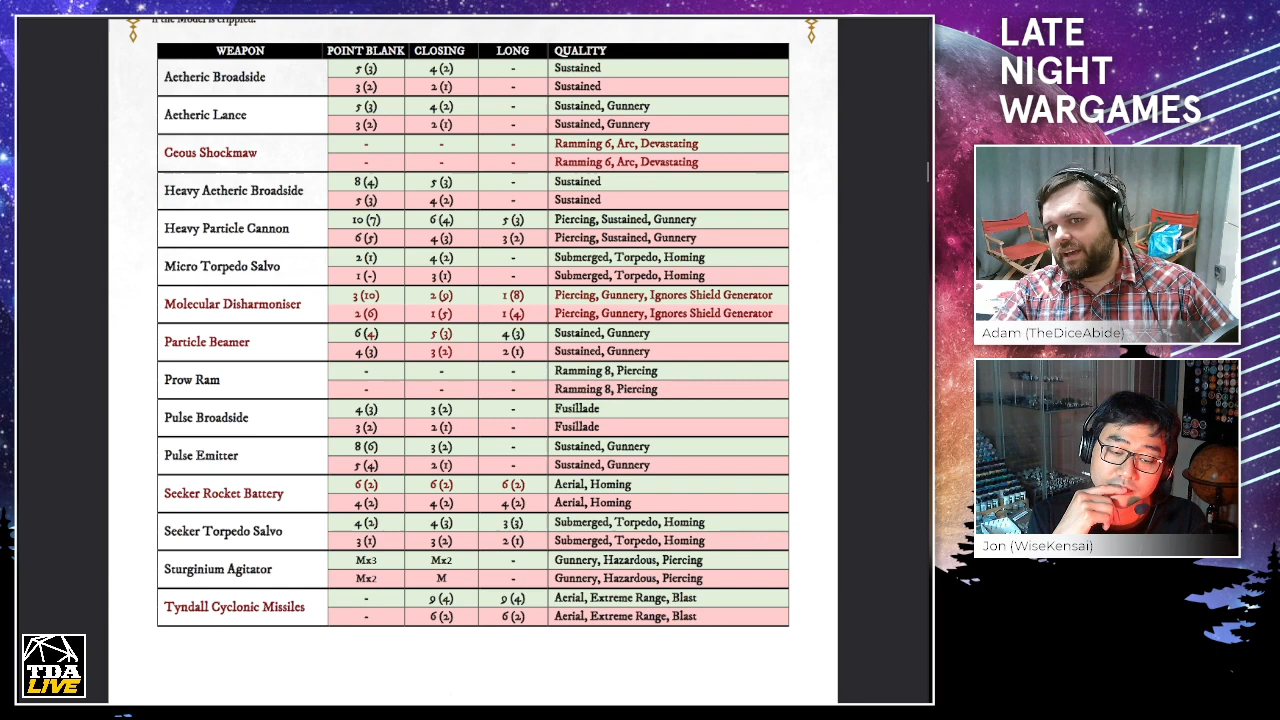 if the Model is crippled.
WEAPON POINT BLANK CLOSING LONG QUALITY
Aetheric Broadside
5 (3) 4 (2) - Sustained
3 (2) 2 (1) - Sustained
Aetheric Lance
5 (3) 4 (2) - Sustained, Gunnery
3 (2) 2 (1) - Sustained, Gunnery
Ceous Shockmaw
- - - Ramming 6, Arc, Devastating
- - - Ramming 6, Arc, Devastating
Heavy Aetheric Broadside
8 (4) 5 (3) - Sustained
5 (3) 4 (2) - Sustained
Heavy Particle Cannon
10 (7) 6 (4) 5 (3) Piercing, Sustained, Gunnery
6 (5) 4 (3) 3 (2) Piercing, Sustained, Gunnery
Micro Torpedo Salvo
2 (1) 4 (2) - Submerged, Torpedo, Homing
1 (-) 3 (1) - Submerged, Torpedo, Homing
Molecular Disharmoniser
3 (10) 2 (9) 1 (8) Piercing, Gunnery, Ignores Shield Generator
2 (6) 1 (5) 1 (4) Piercing, Gunnery, Ignores Shield Generator
Particle Beamer
6 (4) 5 (3) 4 (3) Sustained, Gunnery
4 (3) 3 (2) 2 (1) Sustained, Gunnery
Prow Ram
- - - Ramming 8, Piercing
- - - Ramming 8, Piercing
Pulse Broadside
4 (3) 3 (2) - Fusillade
3 (2) 2 (1) - Fusillade
Pulse Emitter
8 (6) 3 (2) - Sustained, Gunnery
5 (4) 2 (1) - Sustained, Gunnery
Seeker Rocket Battery
6 (2) 6 (2) 6 (2) Aerial, Homing
4 (2) 4 (2) 4 (2) Aerial, Homing
Seeker Torpedo Salvo
4 (2) 4 (3) 3 (3) Submerged, Torpedo, Homing
3 (1) 3 (2) 2 (1) Submerged, Torpedo, Homing
Sturginium Agitator
Mx3 Mx2 - Gunnery, Hazardous, Piercing
Mx2 M - Gunnery, Hazardous, Piercing
Tyndall Cyclonic Missiles
- 9 (4) 9 (4) Aerial, Extreme Range, Blast
- 6 (2) 6 (2) Aerial, Extreme Range, Blast
LATE
NIGHT
WARGAMES
Adam (TheDiceAbide)
Jon (WiseKensai)
TDA
LIVE